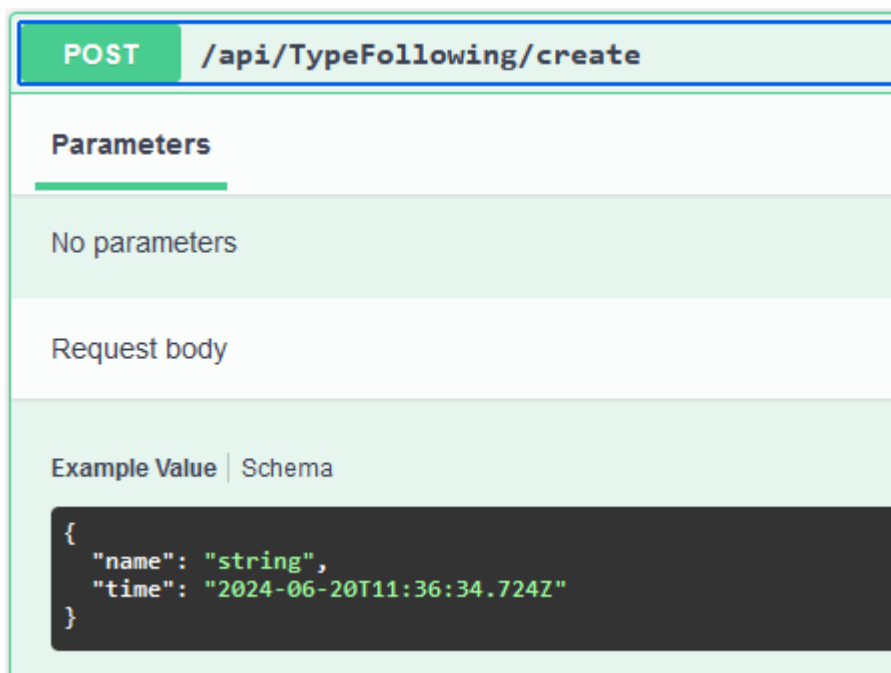 POST /api/TypeFollowing/create
Parameters
No parameters
Request body
Example Value | Schema
{
  "name": "string",
  "time": "2024-06-20T11:36:34.724Z"
}